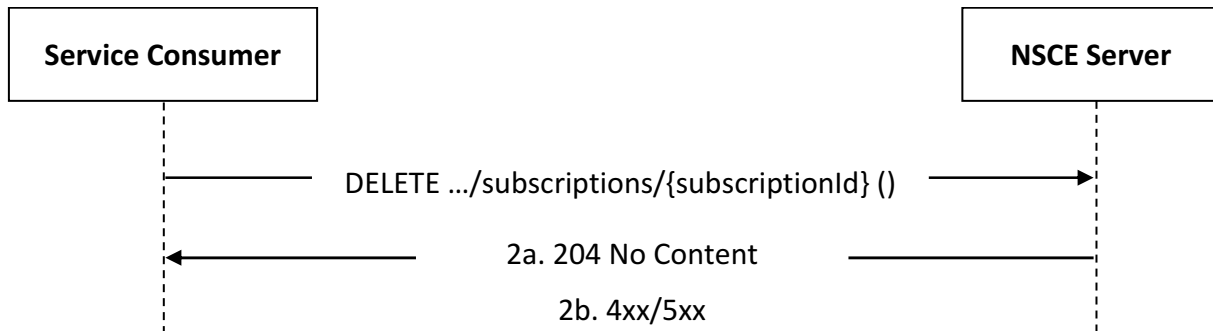 Service Consumer
NSCE Server
DELETE .../subscriptions/{subscriptionId} ()
2a. 204 No Content
2b. 4xx/5xx